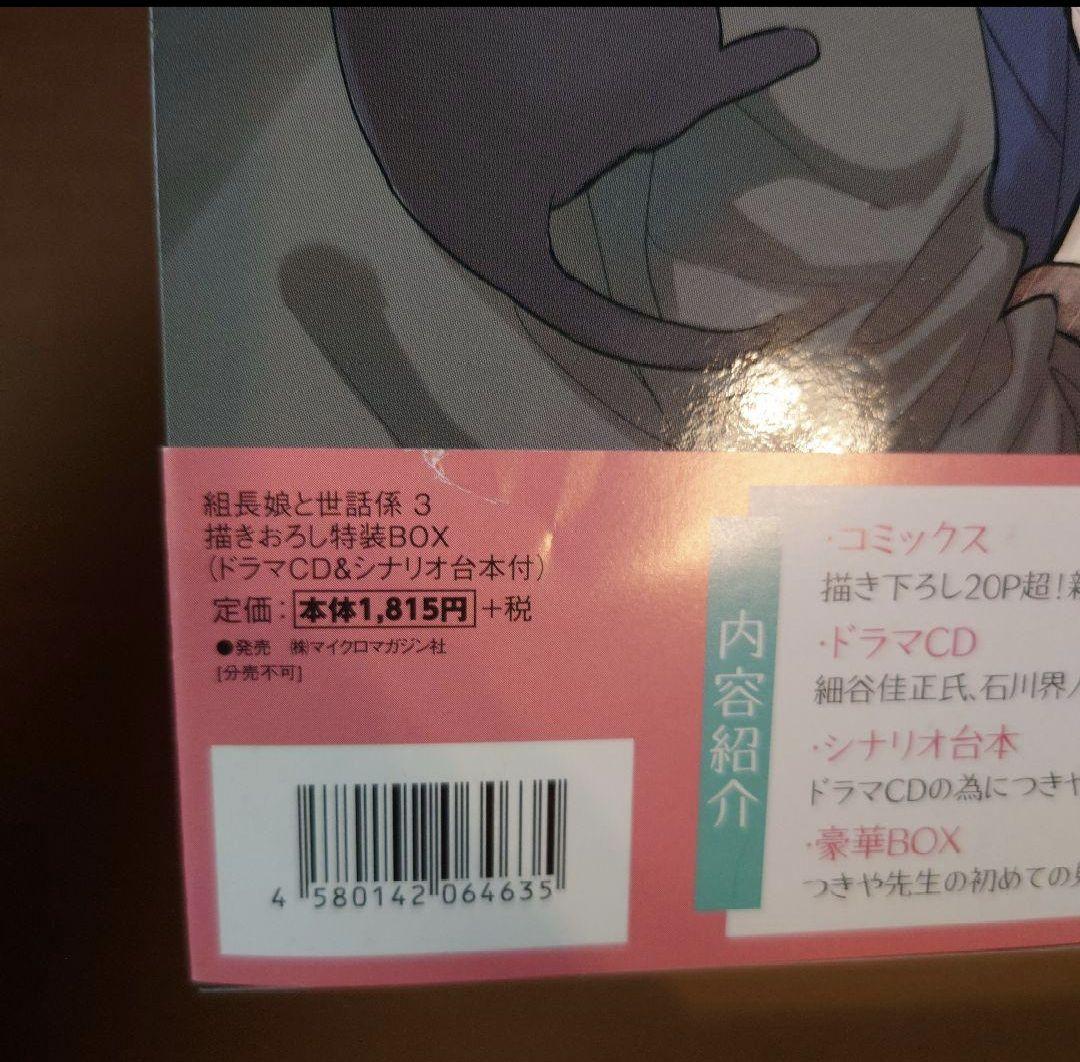 組長娘と世話係 3
描きおろし特装BOX
(ドラマCD&シナリオ台本付)
定価：本体1,815円+税
●発売 ㈱マイクロマガジン社
[分売不可]
4 580142 064635
内容紹介
・コミックス
描き下ろし20P超！
・ドラマCD
細谷佳正氏、石川界
・シナリオ台本
ドラマCDの為につきや
・豪華BOX
つきや先生の初めての